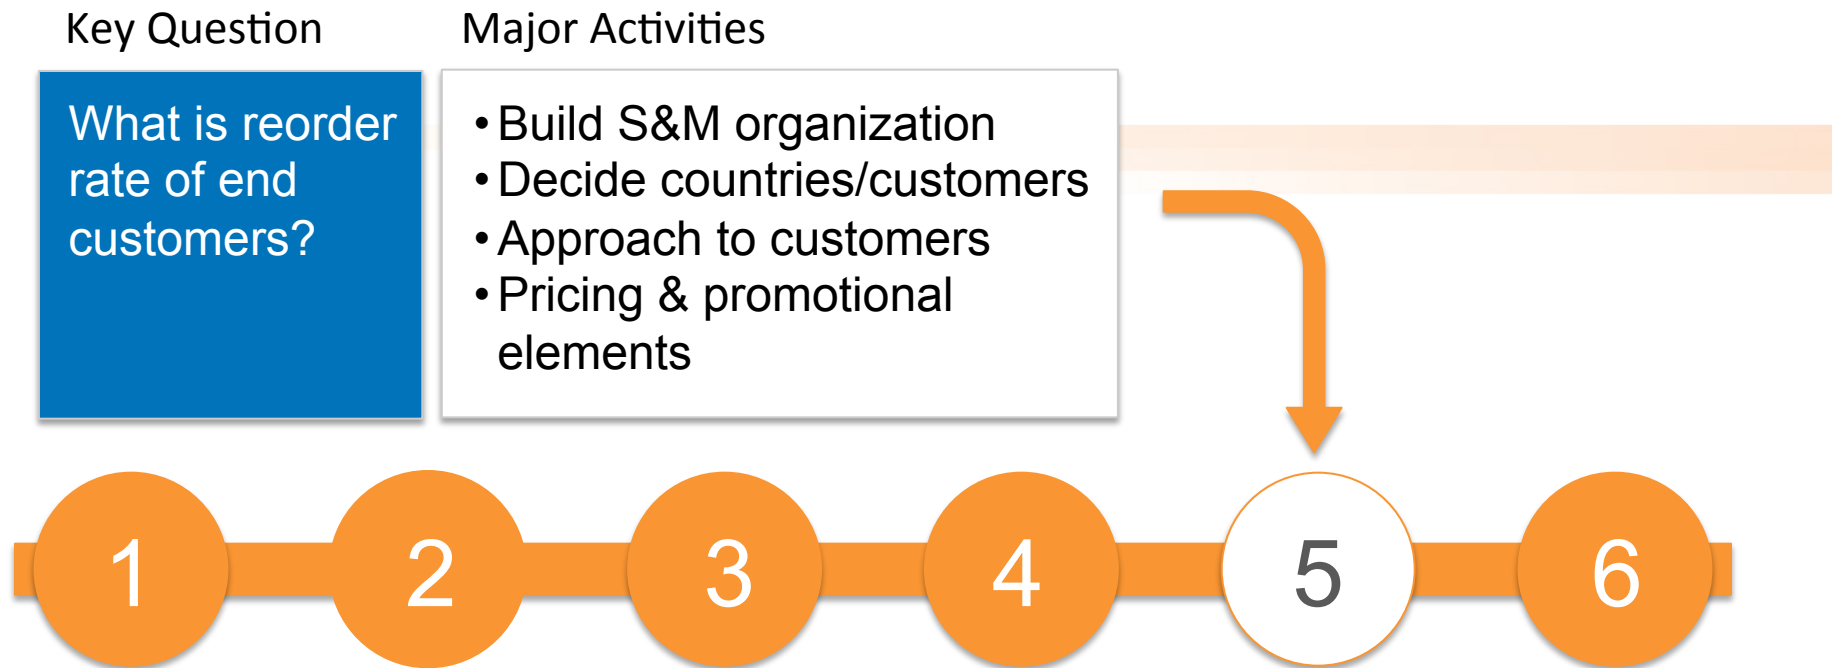 Key Question
Major Activities
What is reorder
rate of end
customers?
•Build S&M organization
•Decide countries/customers
•Approach to customers
•Pricing & promotional
elements
1 2 3 4 5 6